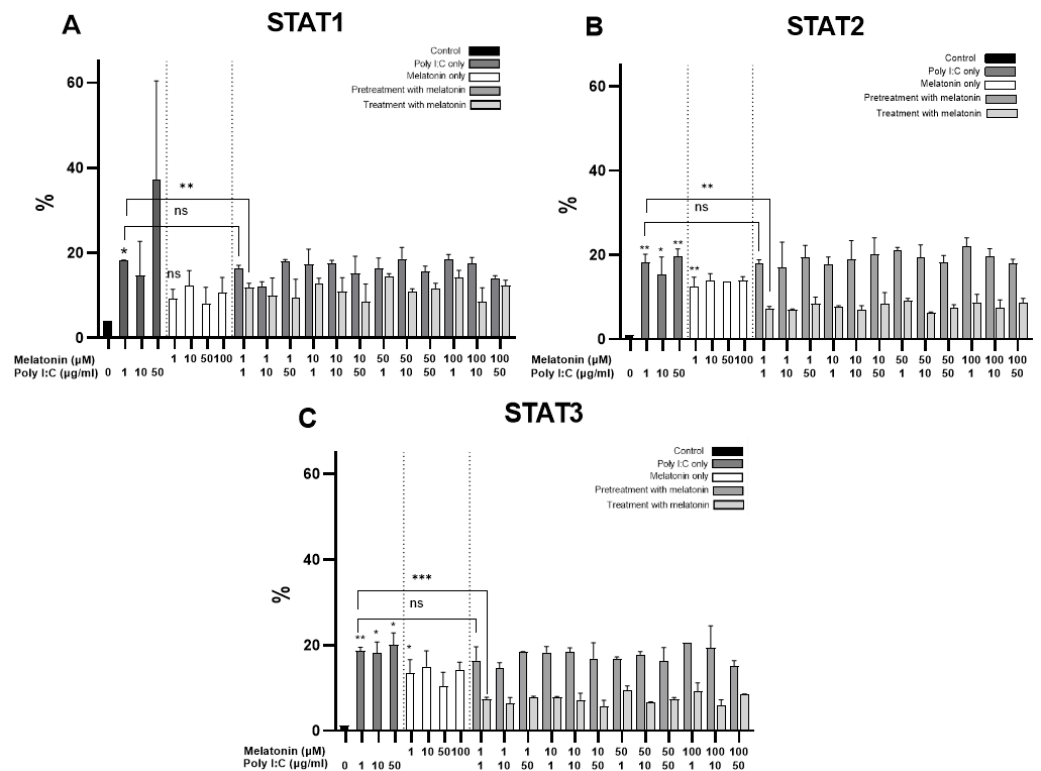 A
STAT1
Control
Poly I:C only
Melatonin only
Pretreatment with melatonin
Treatment with melatonin
60
40
20
0
%
**
ns
*
ns
Melatonin (µM) 1 10 50 100 1 1 1 10 10 10 50 50 50 100 100 100
Poly I:C (µg/ml) 0 1 10 50 1 10 50 1 10 50 1 10 50 1 10 50
B
STAT2
Control
Poly I:C only
Melatonin only
Pretreatment with melatonin
Treatment with melatonin
60
40
20
0
%
**
ns
** * **
**
Melatonin (µM) 1 10 50 100 1 1 1 10 10 10 50 50 50 100 100 100
Poly I:C (µg/ml) 0 1 10 50 1 10 50 1 10 50 1 10 50 1 10 50
C
STAT3
Control
Poly I:C only
Melatonin only
Pretreatment with melatonin
Treatment with melatonin
60
40
20
0
%
***
ns
** * *
*
Melatonin (µM) 1 10 50 100 1 1 1 10 10 10 50 50 50 100 100 100
Poly I:C (µg/ml) 0 1 10 50 1 10 50 1 10 50 1 10 50 1 10 50